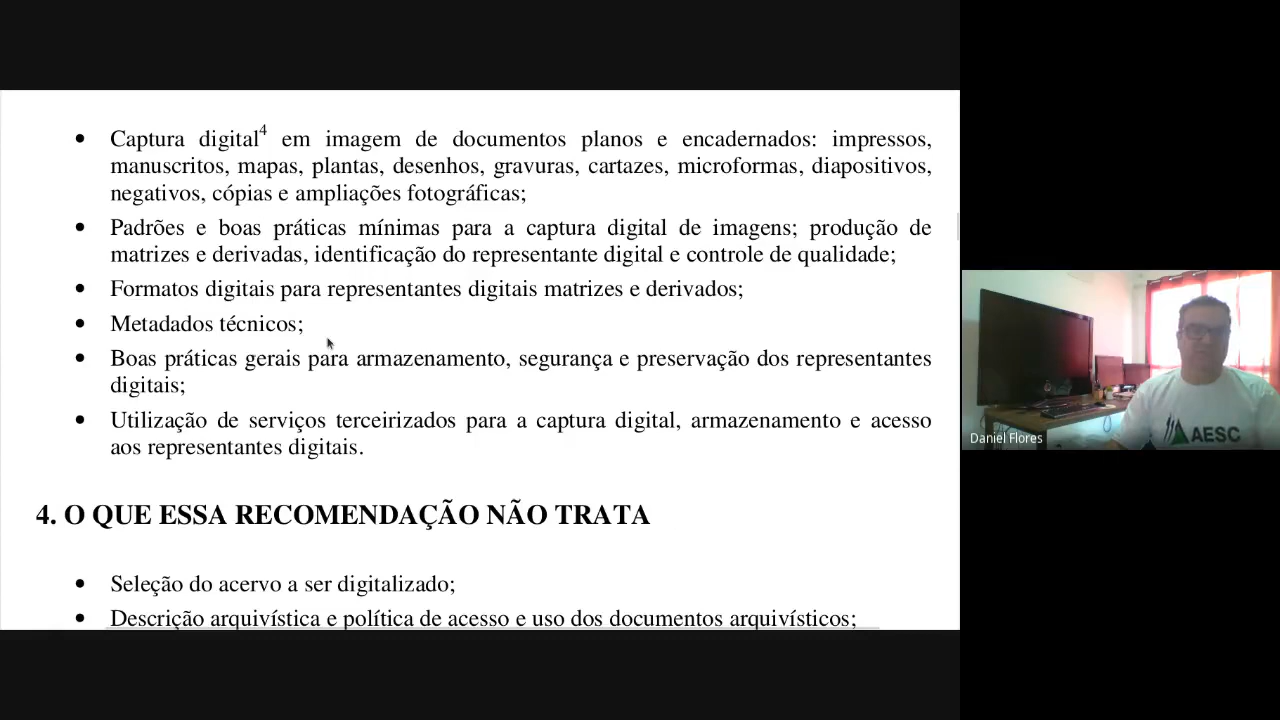 • Captura digital⁴ em imagem de documentos planos e encadernados: impressos,
manuscritos, mapas, plantas, desenhos, gravuras, cartazes, microformas, diapositivos,
negativos, cópias e ampliações fotográficas;
• Padrões e boas práticas mínimas para a captura digital de imagens; produção de
matrizes e derivadas, identificação do representante digital e controle de qualidade;
• Formatos digitais para representantes digitais matrizes e derivados;
• Metadados técnicos;
• Boas práticas gerais para armazenamento, segurança e preservação dos representantes
digitais;
• Utilização de serviços terceirizados para a captura digital, armazenamento e acesso
aos representantes digitais.
4. O QUE ESSA RECOMENDAÇÃO NÃO TRATA
• Seleção do acervo a ser digitalizado;
• Descrição arquivística e política de acesso e uso dos documentos arquivísticos;
AESC
Daniel Flores